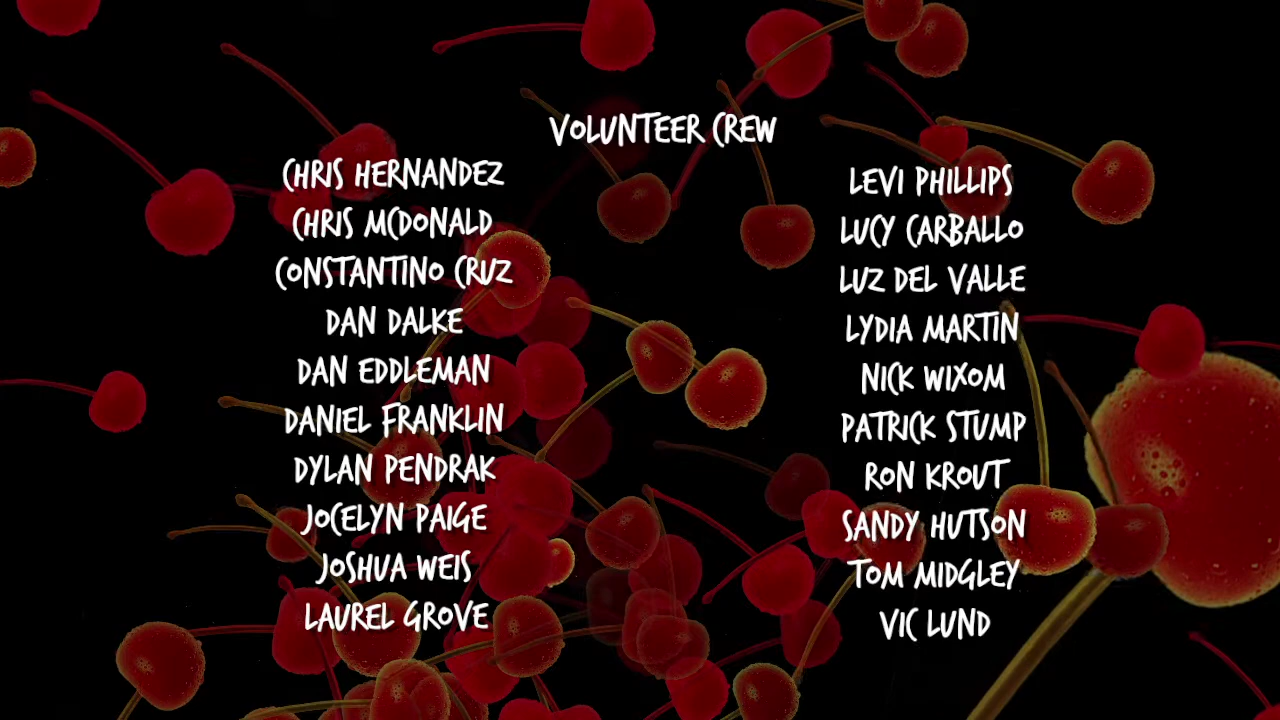 VOLUNTEER CREW
CHRIS HERNANDEZ
CHRIS MCDONALD
CONSTANTINO CRUZ
DAN DALKE
DAN EDDLEMAN
DANIEL FRANKLIN
DYLAN PENDRAK
JOCELYN PAIGE
JOSHUA WEIS
LAUREL GROVE
LEVI PHILLIPS
LUCY CARBALLO
LUZ DEL VALLE
LYDIA MARTIN
NICK WIXOM
PATRICK STUMP
RON KROUT
SANDY HUTSON
TOM MIDGLEY
VIC LUND